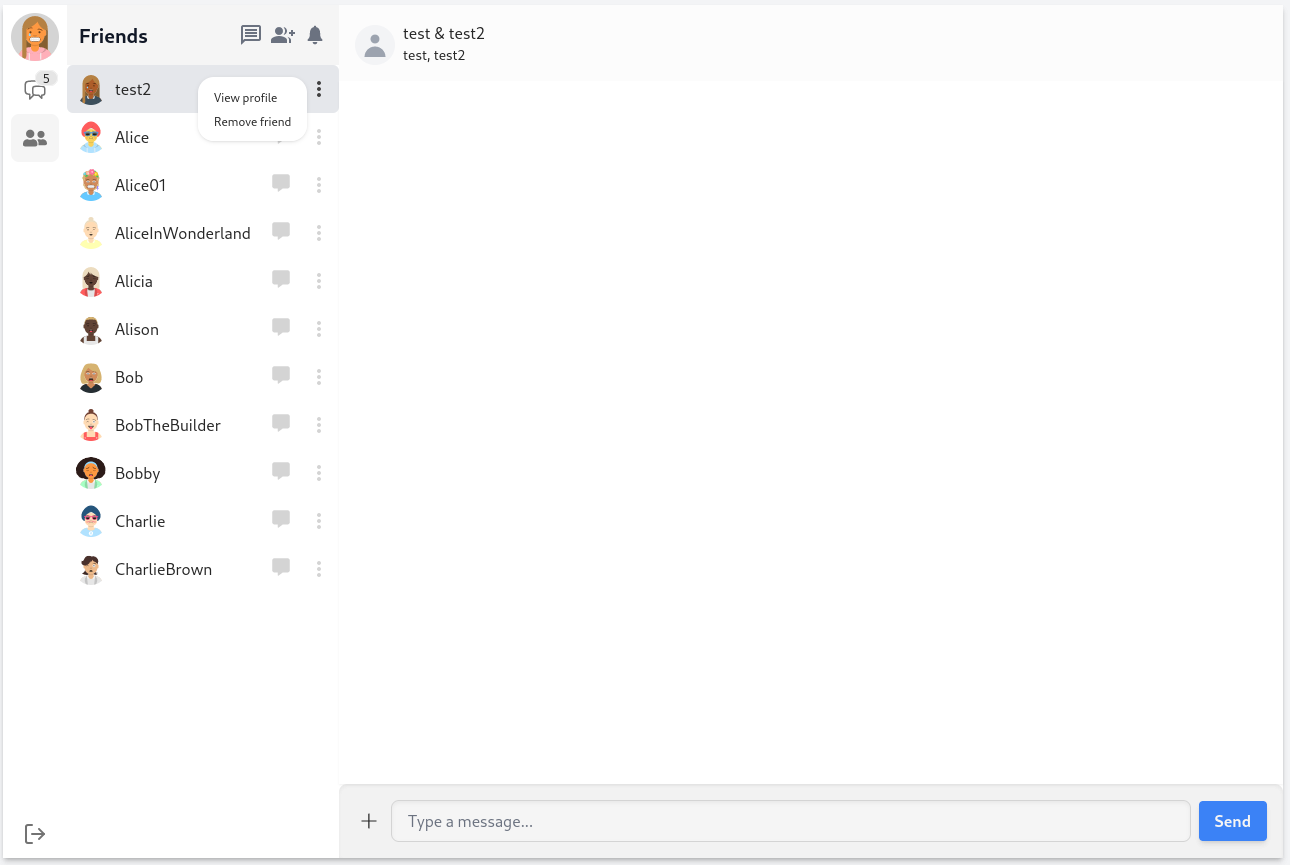 Friends
5
test2
View profile
Remove friend
Alice
Alice01
AliceInWonderland
Alicia
Alison
Bob
BobTheBuilder
Bobby
Charlie
CharlieBrown
test & test2
test, test2
Type a message...
Send